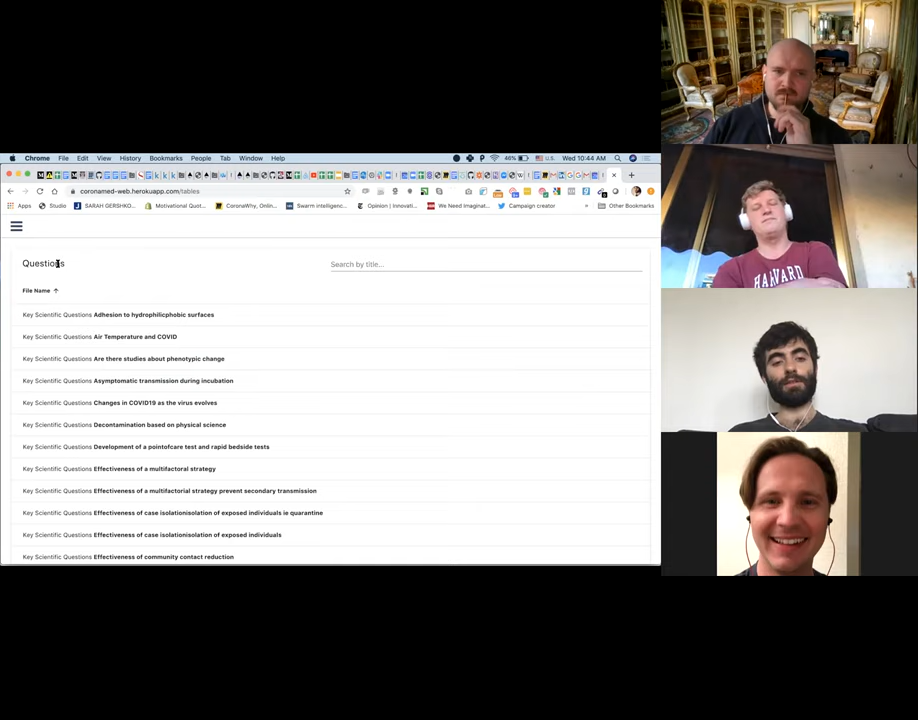 Chrome File Edit View History Bookmarks People Tab Window Help 46% U.S. Wed 10:44 AM
coronamed-web.herokuapp.com/tables
Apps Studio SARAH GERSHKO... Motivational Quot... CoronaWhy, Onlin... Swarm intelligenc... Opinion | Innovati... We Need Imaginat... Campaign creator » Other Bookmarks
Questions Search by title...
File Name ↑
Key Scientific Questions Adhesion to hydrophilicphobic surfaces
Key Scientific Questions Air Temperature and COVID
Key Scientific Questions Are there studies about phenotypic change
Key Scientific Questions Asymptomatic transmission during incubation
Key Scientific Questions Changes in COVID19 as the virus evolves
Key Scientific Questions Decontamination based on physical science
Key Scientific Questions Development of a pointofcare test and rapid bedside tests
Key Scientific Questions Effectiveness of a multifactoral strategy
Key Scientific Questions Effectiveness of a multifactorial strategy prevent secondary transmission
Key Scientific Questions Effectiveness of case isolationisolation of exposed individuals ie quarantine
Key Scientific Questions Effectiveness of case isolationisolation of exposed individuals
Key Scientific Questions Effectiveness of community contact reduction
HARVARD